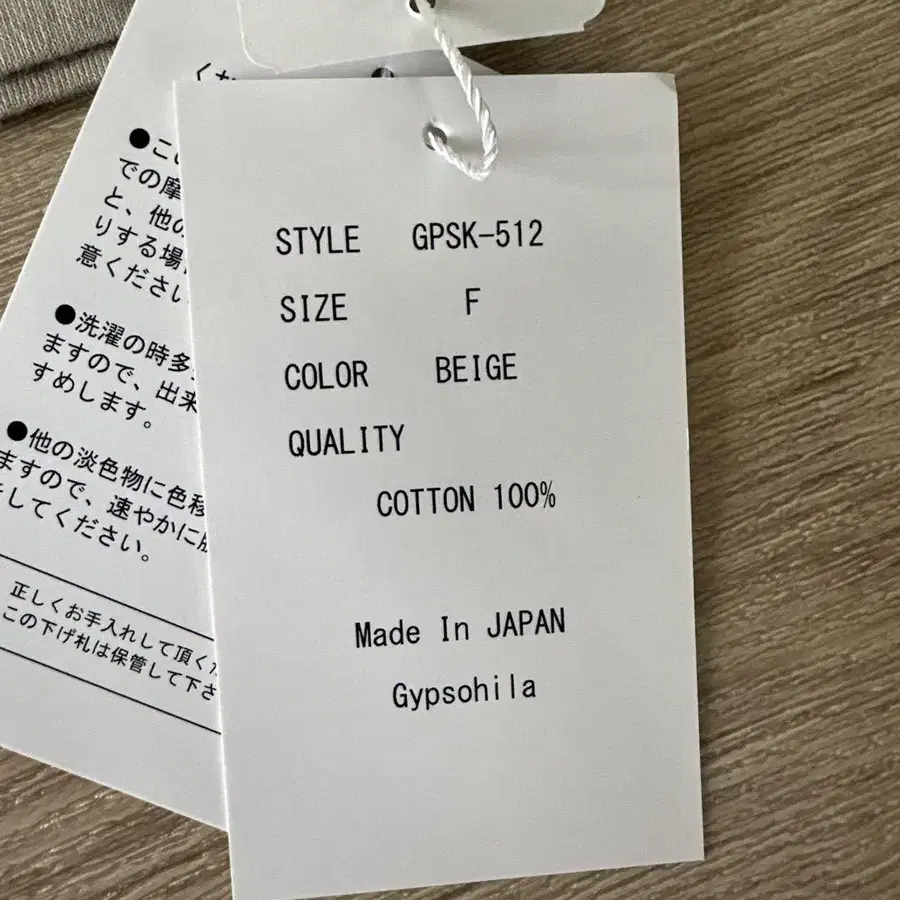 STYLE GPSK-512
SIZE F
COLOR BEIGE
QUALITY
COTTON 100%
Made In JAPAN
Gypsohila
くか
●こ
での摩
と、他の
りする場
意ください
●洗濯の時多
ますので、出来
すめします。
●他の淡色物に色移
ますので、速やかに
してください。
正しくお手入れして頂く
この下げ札は保管して下さ